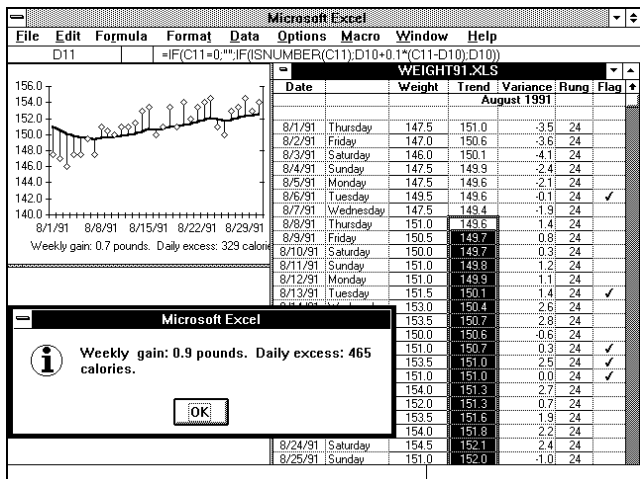 Microsoft Excel
File Edit Formula Format Data Options Macro Window Help
D11 =IF(C11=0;"";IF(ISNUMBER(C11);D10+0.1*(C11-D10);D10))
156.0
154.0
152.0
150.0
148.0
146.0
144.0
142.0
140.0
8/1/91 8/8/91 8/15/91 8/22/91 8/29/91
Weekly gain: 0.7 pounds. Daily excess: 329 calorie
WEIGHT91.XLS
Date Weight Trend Variance Rung Flag
August 1991
8/1/91 Thursday 147.5 151.0 -3.5 24
8/2/91 Friday 147.0 150.6 -3.6 24
8/3/91 Saturday 146.0 150.1 -4.1 24
8/4/91 Sunday 147.5 149.9 -2.4 24
8/5/91 Monday 147.5 149.6 -2.1 24
8/6/91 Tuesday 149.5 149.6 -0.1 24 ✓
8/7/91 Wednesday 147.5 149.4 -1.9 24
8/8/91 Thursday 151.0 149.6 1.4 24
8/9/91 Friday 150.5 149.7 0.8 24
8/10/91 Saturday 150.0 149.7 0.3 24
8/11/91 Sunday 151.0 149.8 1.2 24
8/12/91 Monday 151.0 149.9 1.1 24
8/13/91 Tuesday 151.5 150.1 1.4 24 ✓
153.0 150.4 2.6 24
153.5 150.7 2.8 24
150.0 150.6 -0.6 24
151.0 150.7 0.3 24 ✓
153.5 151.0 2.5 24 ✓
151.0 151.0 0.0 24 ✓
154.0 151.3 2.7 24
152.0 151.3 0.7 24
153.5 151.6 1.9 24
154.0 151.8 2.2 24
8/24/91 Saturday 154.5 152.1 2.4 24
8/25/91 Sunday 151.0 152.0 -1.0 24
Microsoft Excel
Weekly gain: 0.9 pounds. Daily excess: 465
calories.
OK